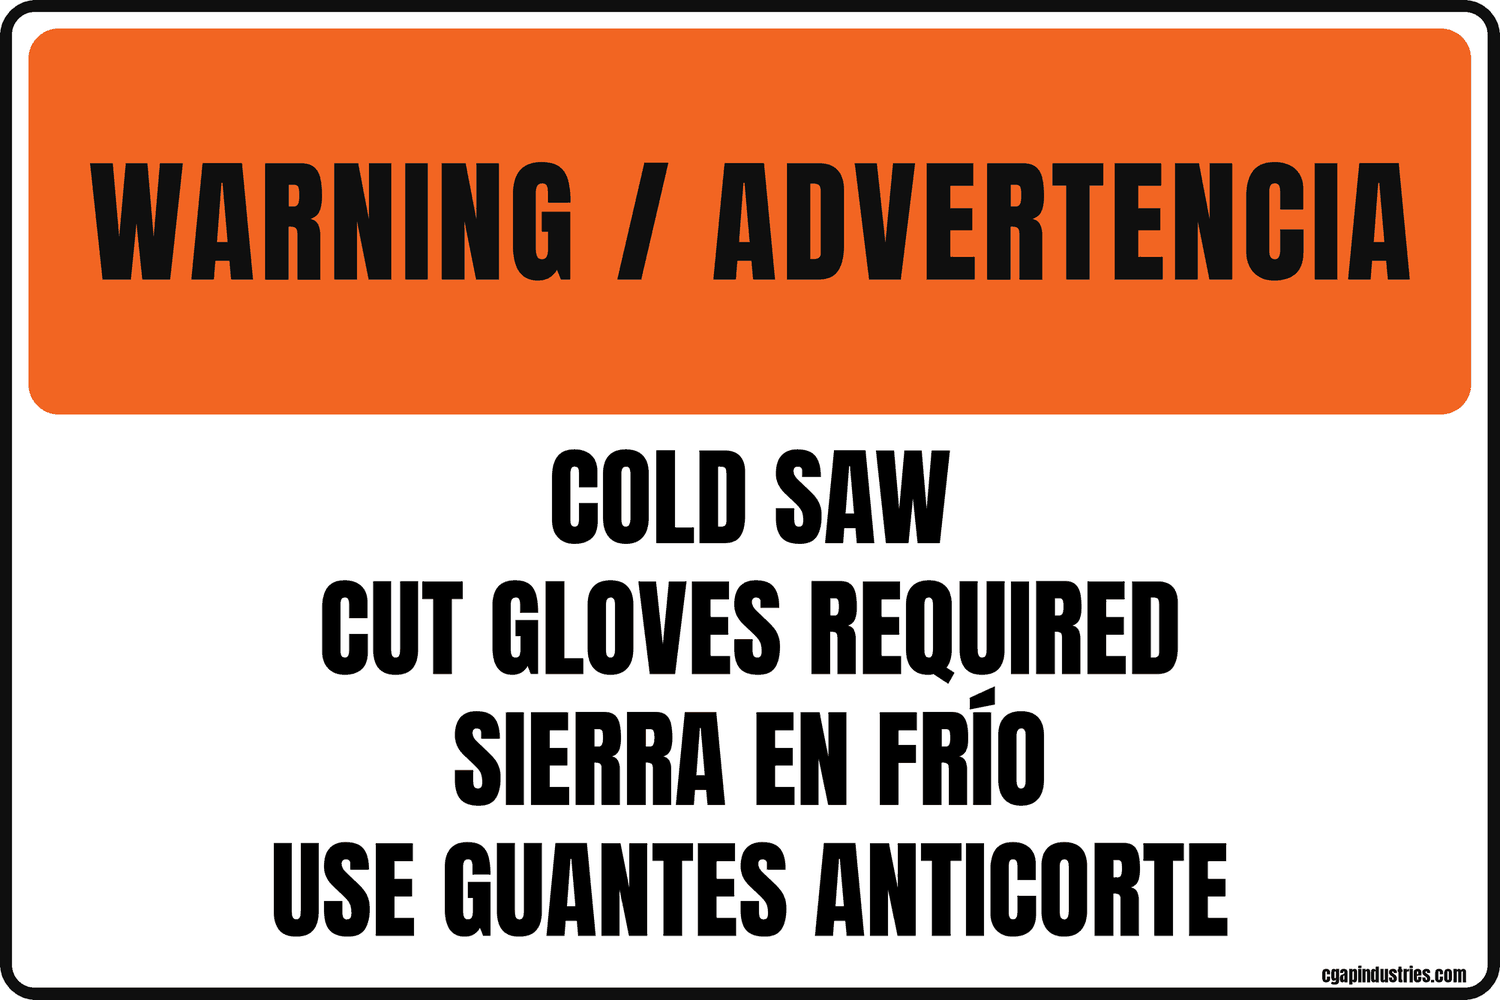 WARNING / ADVERTENCIA
COLD SAW
CUT GLOVES REQUIRED
SIERRA EN FRÍO
USE GUANTES ANTICORTE
cgapindustries.com